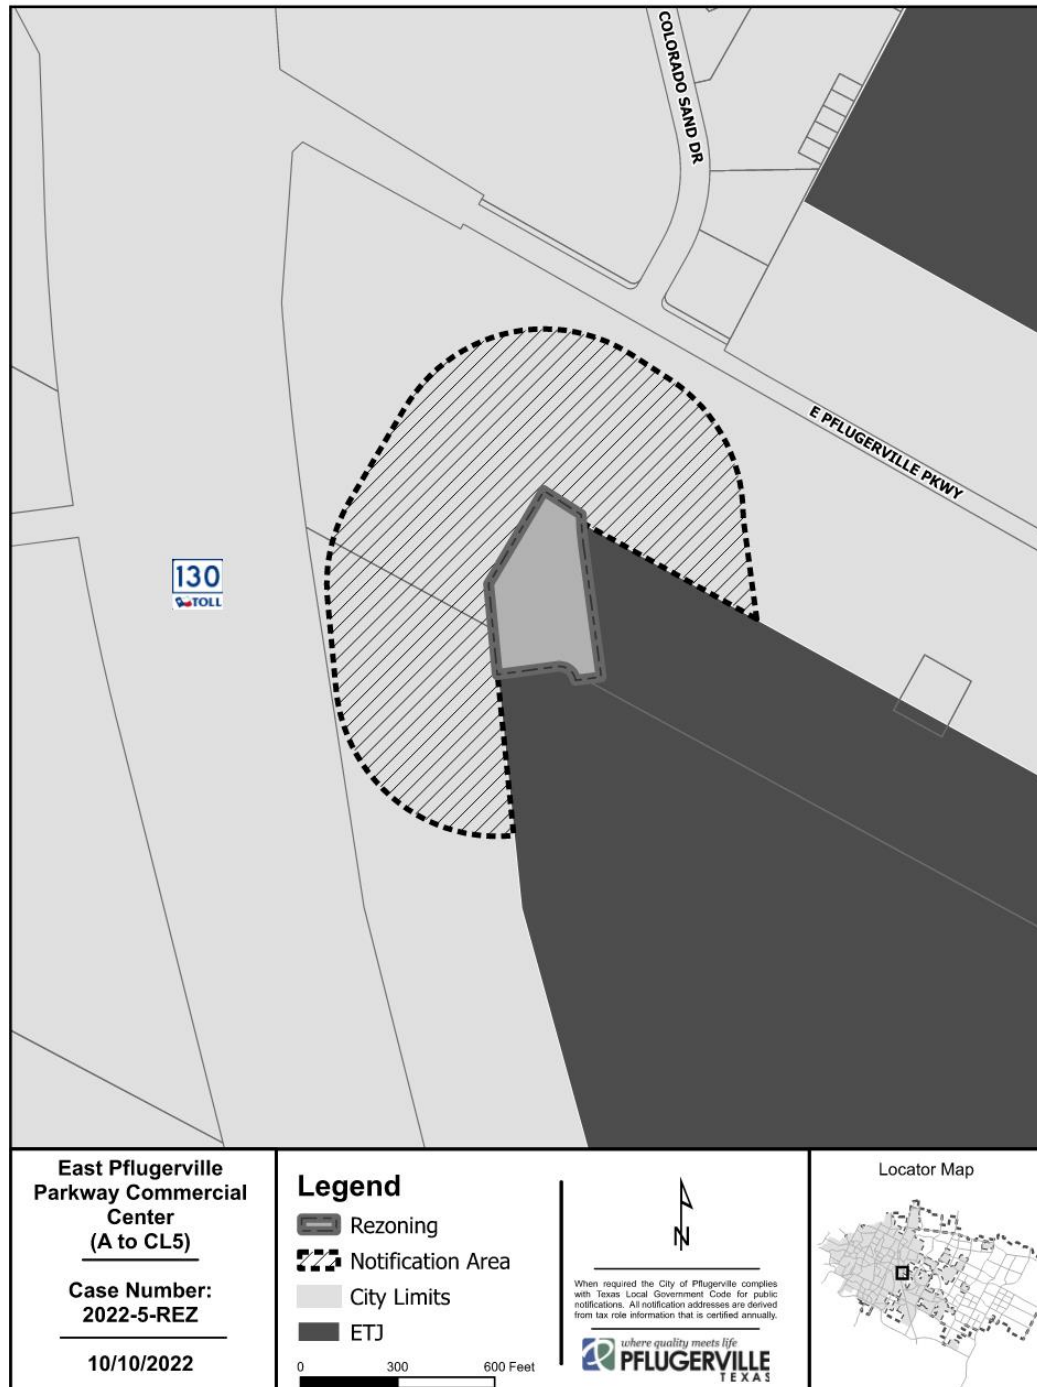 COLORADO SAND DR
E PFLUGERVILLE PKWY
130
TOLL
East Pflugerville
Parkway Commercial
Center
(A to CL5)
Case Number:
2022-5-REZ
10/10/2022
Legend
Rezoning
Notification Area
City Limits
ETJ
0 300 600 Feet
N
When required the City of Pflugerville complies
with Texas Local Government Code for public
notifications. All notification addresses are derived
from tax role information that is certified annually.
where quality meets life
PFLUGERVILLE
TEXAS
Locator Map